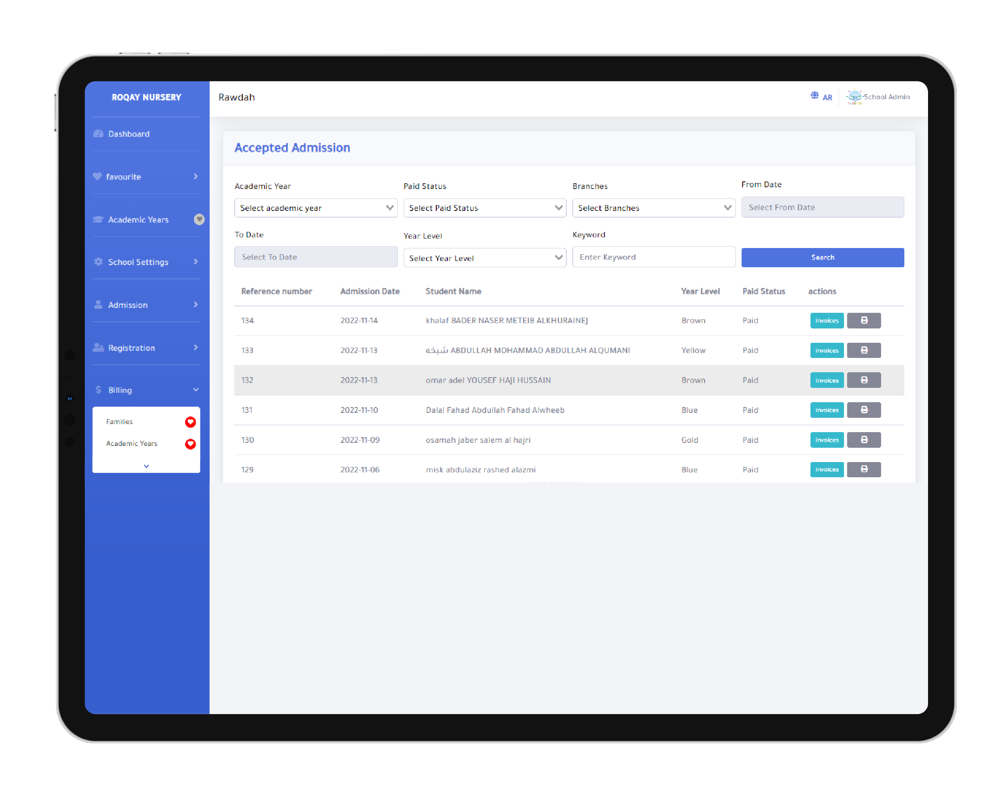 ROQAY NURSERY
Rawdah
AR
School Admin
Dashboard
favourite
Academic Years
School Settings
Admission
Registration
Billing
Families
Academic Years
Accepted Admission
Academic Year Paid Status Branches From Date
Select academic year Select Paid Status Select Branches Select From Date
To Date Year Level Keyword
Select To Date Select Year Level Enter Keyword Search
Reference number Admission Date Student Name Year Level Paid Status actions
134 2022-11-14 khalaf BADER NASER METEIB ALKHURAINEJ Brown Paid invoices
133 2022-11-13 شيخه ABDULLAH MOHAMMAD ABDULLAH ALQUMANI Yellow Paid invoices
132 2022-11-13 omar adel YOUSEF HAJI HUSSAIN Brown Paid invoices
131 2022-11-10 Dalal Fahad Abdullah Fahad Alwheeb Blue Paid invoices
130 2022-11-09 osamah jaber salem al hajri Gold Paid invoices
129 2022-11-06 misk abdulaziz rashed alazmi Blue Paid invoices